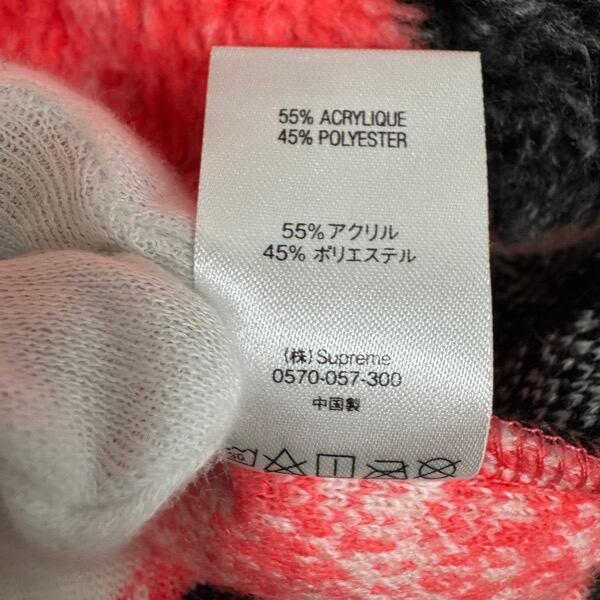 55% ACRYLIQUE
45% POLYESTER
55%アクリル
45% ポリエステル
(株)Supreme
0570-057-300
中国製